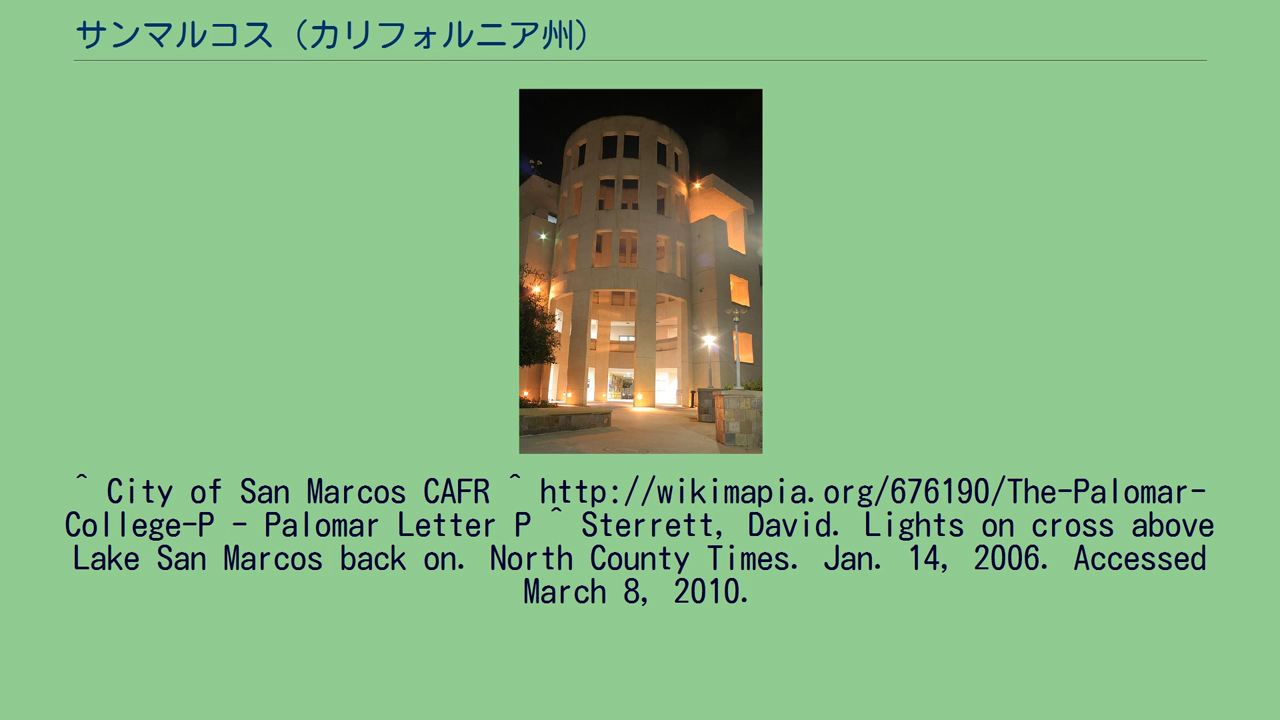 サンマルコス（カリフォルニア州）
^ City of San Marcos CAFR ^ http://wikimapia.org/676190/The-Palomar-
College-P - Palomar Letter P ^ Sterrett, David. Lights on cross above
Lake San Marcos back on. North County Times. Jan. 14, 2006. Accessed
March 8, 2010.